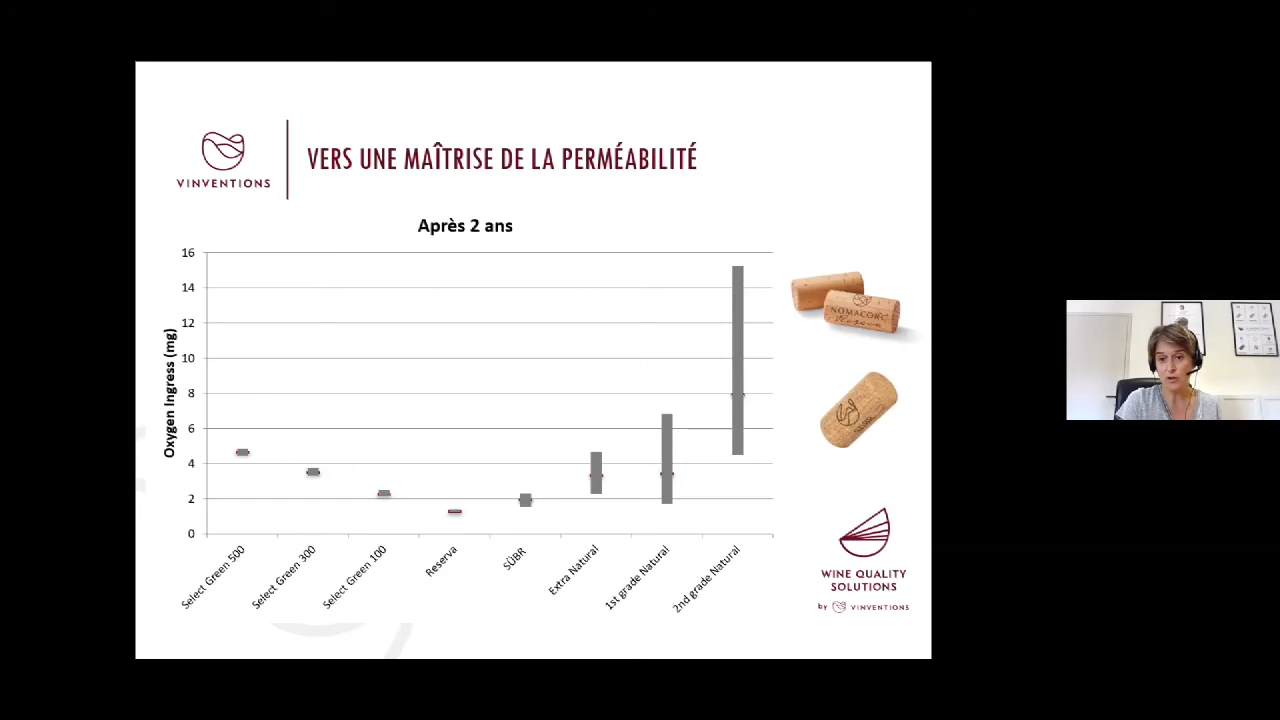 VINVENTIONS
VERS UNE MAÎTRISE DE LA PERMÉABILITÉ
Après 2 ans
Oxygen Ingress (mg)
16
14
12
10
8
6
4
2
0
Select Green 500
Select Green 300
Select Green 100
Reserva
SÜBR
Extra Natural
1st grade Natural
2nd grade Natural
NOMACORC
Reserva
WINE QUALITY
SOLUTIONS
by VINVENTIONS